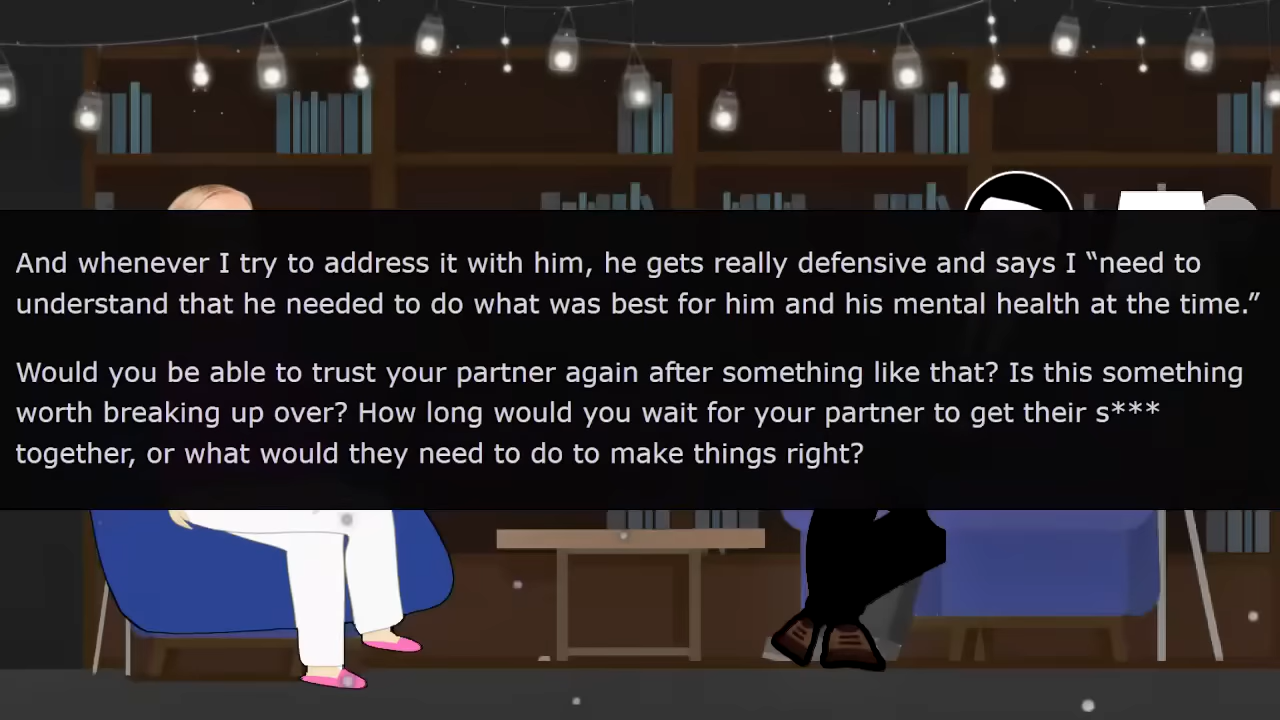 And whenever I try to address it with him, he gets really defensive and says I “need to
understand that he needed to do what was best for him and his mental health at the time.”
Would you be able to trust your partner again after something like that? Is this something
worth breaking up over? How long would you wait for your partner to get their s***
together, or what would they need to do to make things right?